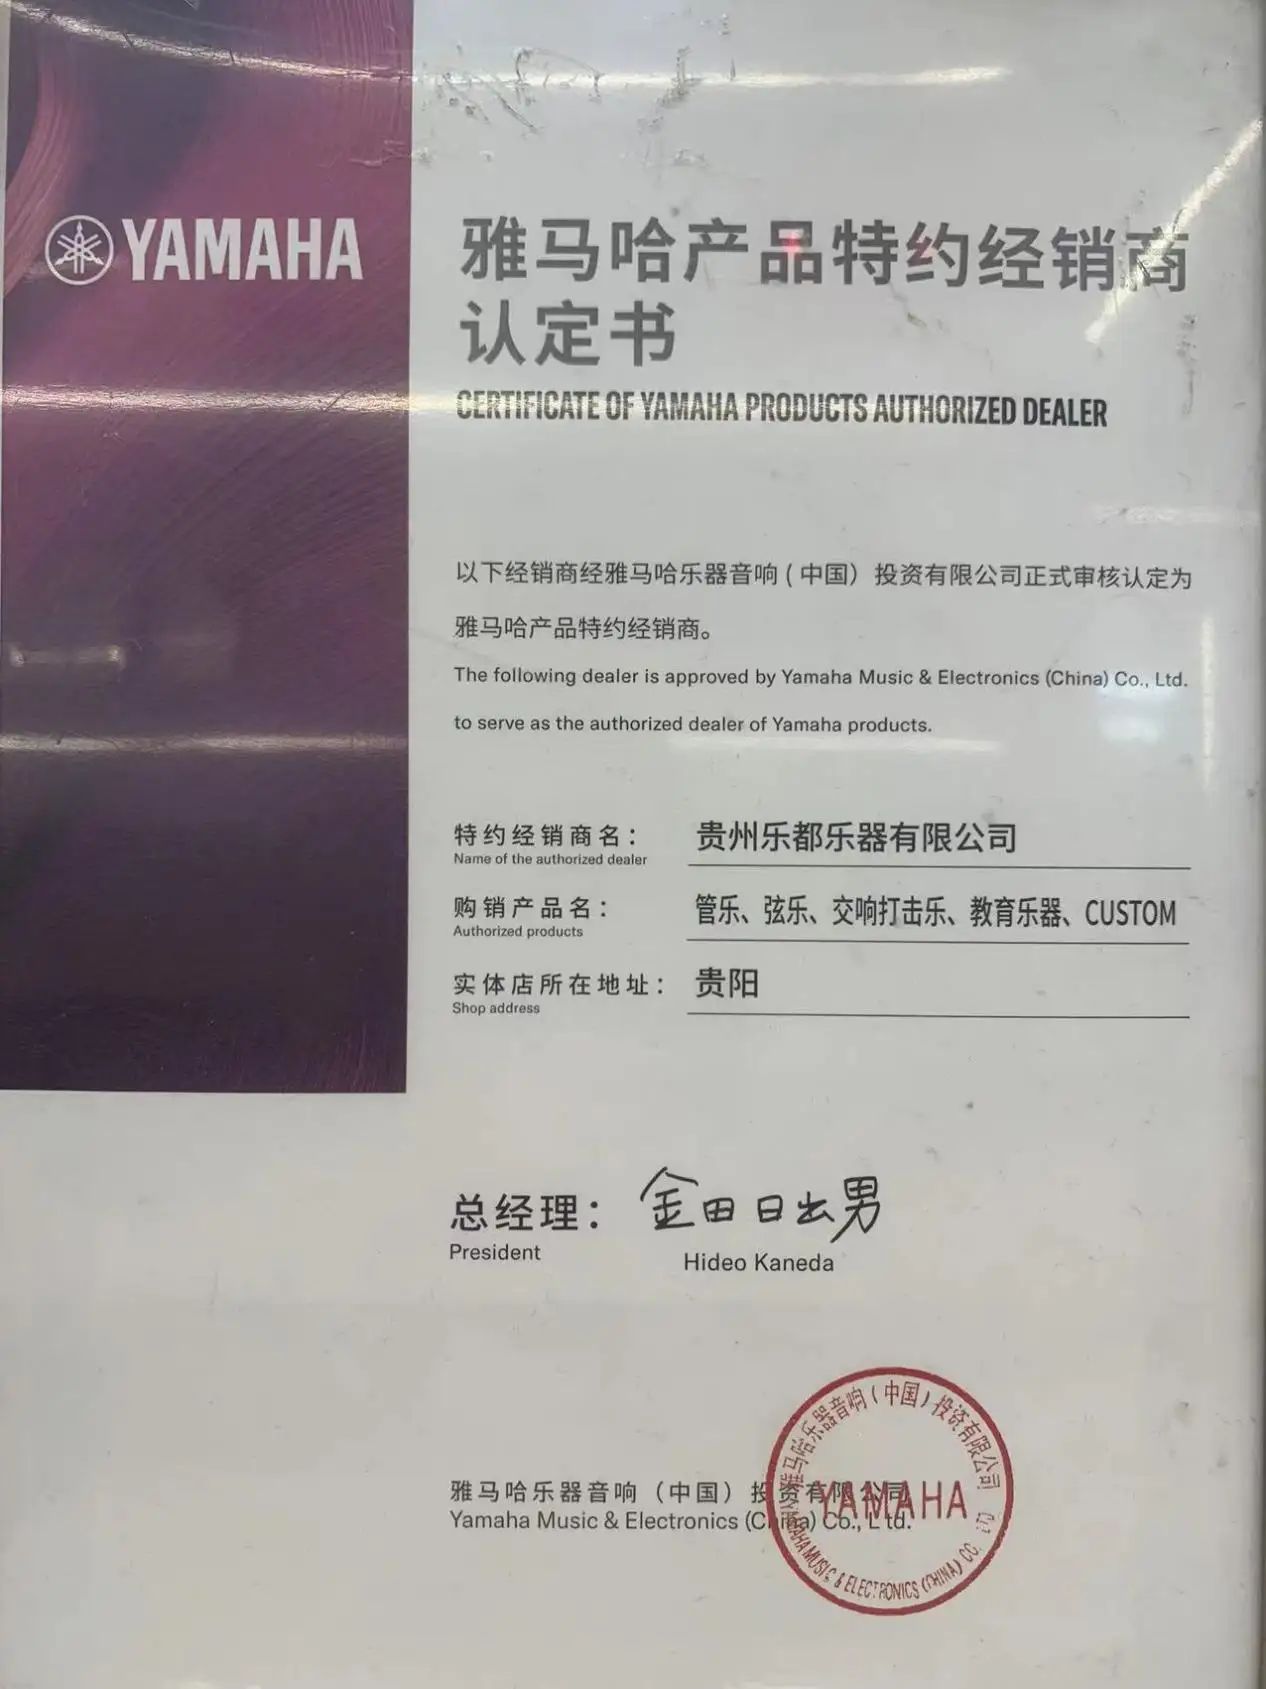 YAMAHA
雅马哈产品特约经销商
认定书
CERTIFICATE OF YAMAHA PRODUCTS AUTHORIZED DEALER
以下经销商经雅马哈乐器音响(中国）投资有限公司正式审核认定为
雅马哈产品特约经销商。
The following dealer is approved by Yamaha Music & Electronics (China) Co., Ltd.
to serve as the authorized dealer of Yamaha products.
特约经销商名： 贵州乐都乐器有限公司
Name of the authorized dealer
购销产品名： 管乐、弦乐、交响打击乐、教育乐器、CUSTOM
Authorized products
实体店所在地址： 贵阳
Shop address
总经理： 金田日出男
President Hideo Kaneda
雅马哈乐器音响（中国）投资有限公司
Yamaha Music & Electronics (China) Co., Ltd.
雅马哈乐器音响（中国）投资有限公司
YAMAHA
YAMAHA MUSIC & ELECTRONICS (CHINA) CO.